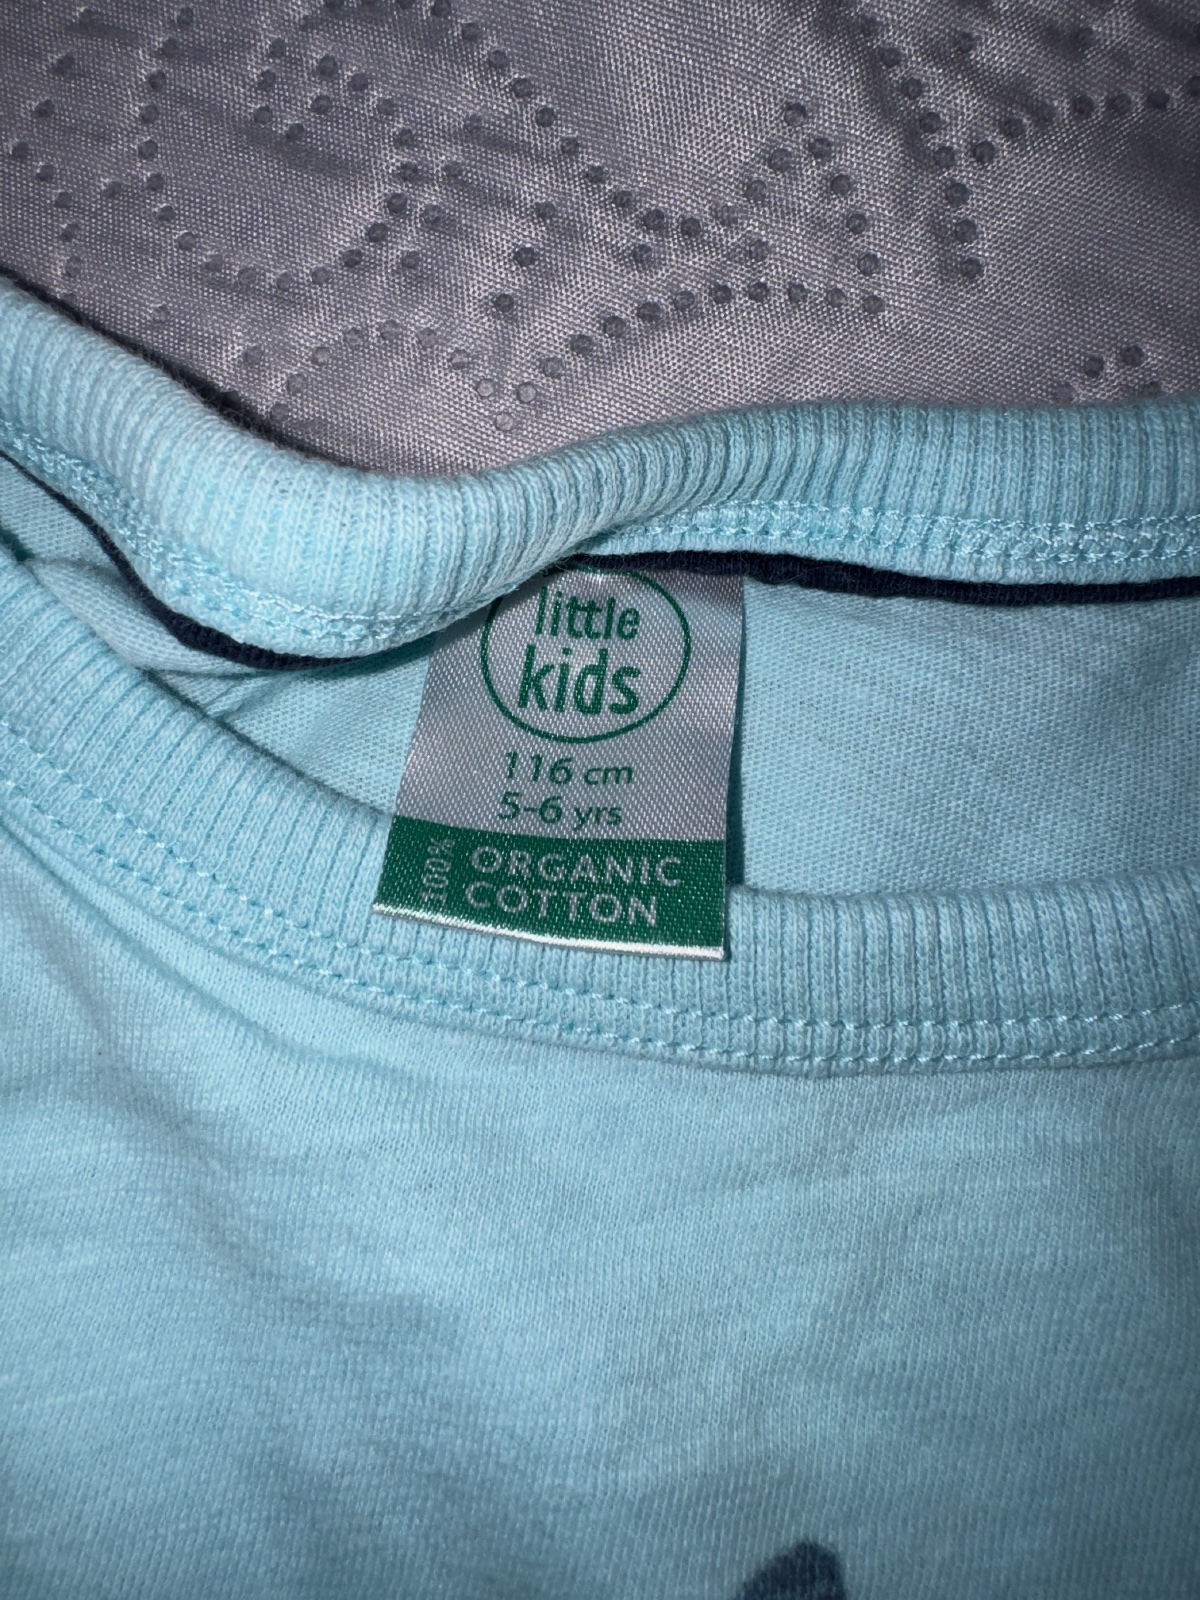 little
kids
116 cm
5-6 yrs
100% ORGANIC
COTTON